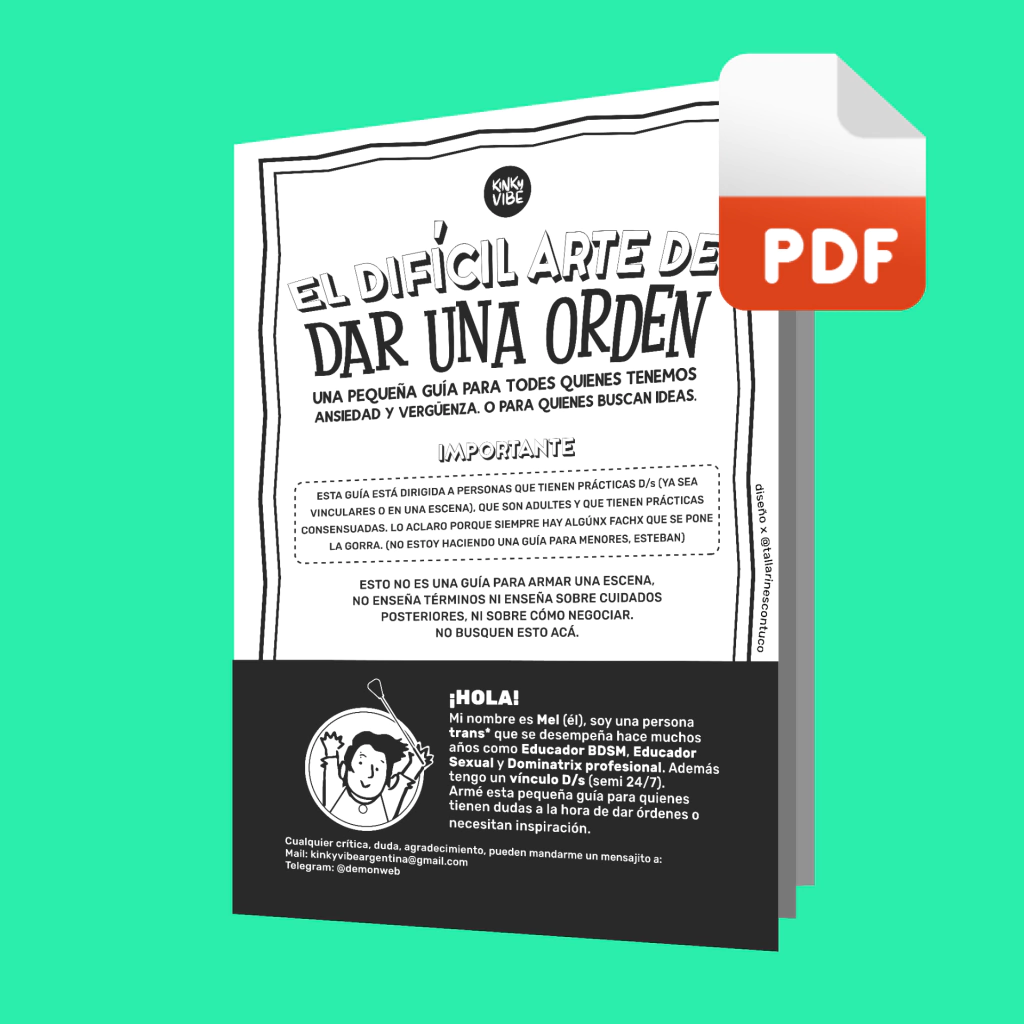 PDF
KINKY
VIBE
EL DIFÍCIL ARTE DE
DAR UNA ORDEN
UNA PEQUEÑA GUÍA PARA TODES QUIENES TENEMOS
ANSIEDAD Y VERGÜENZA. O PARA QUIENES BUSCAN IDEAS.
IMPORTANTE
ESTA GUÍA ESTÁ DIRIGIDA A PERSONAS QUE TIENEN PRÁCTICAS D/s (YA SEA
VINCULARES O EN UNA ESCENA), QUE SON ADULTES Y QUE TIENEN PRÁCTICAS
CONSENSUADAS. LO ACLARO PORQUE SIEMPRE HAY ALGÚNX FACHX QUE SE PONE
LA GORRA. (NO ESTOY HACIENDO UNA GUÍA PARA MENORES, ESTEBAN)
diseño x @tallarinescontuco
ESTO NO ES UNA GUÍA PARA ARMAR UNA ESCENA,
NO ENSEÑA TÉRMINOS NI ENSEÑA SOBRE CUIDADOS
POSTERIORES, NI SOBRE CÓMO NEGOCIAR.
NO BUSQUEN ESTO ACÁ.
¡HOLA!
Mi nombre es Mel (él), soy una persona
trans* que se desempeña hace muchos
años como Educador BDSM, Educador
Sexual y Dominatrix profesional. Además
tengo un vínculo D/s (semi 24/7).
Armé esta pequeña guía para quienes
tienen dudas a la hora de dar órdenes o
necesitan inspiración.
Cualquier crítica, duda, agradecimiento, pueden mandarme un mensajito a:
Mail: kinkyvibeargentina@gmail.com
Telegram: @demonweb